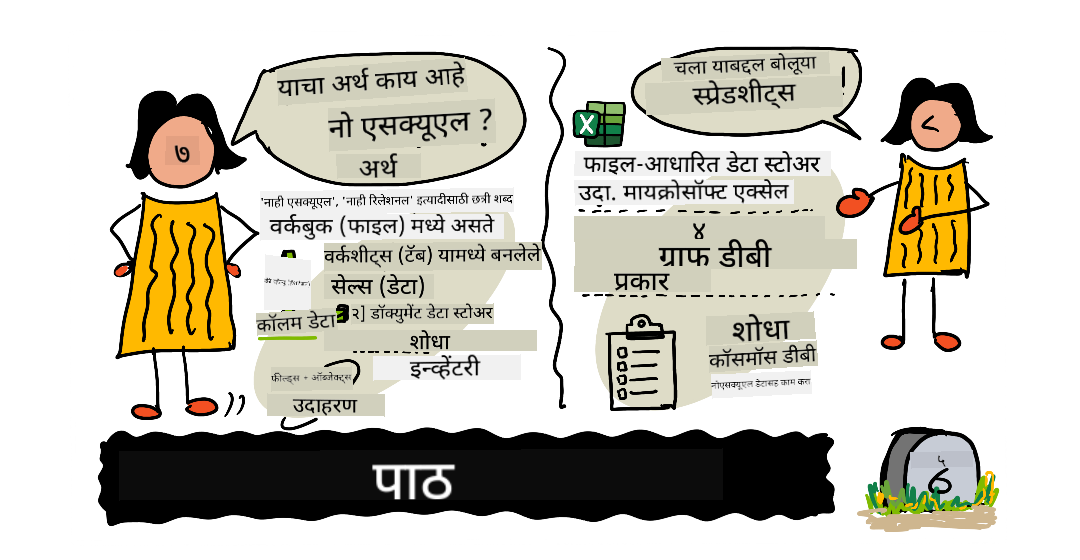 याचा अर्थ काय आहे
नो एसक्यूएल ?
अर्थ
७
'नाही एसक्यूएल', 'नाही रिलेशनल' इत्यादीसाठी छत्री शब्द
वर्कबुक (फाइल) मध्ये असते
वर्कशीट्स (टॅब) यामध्ये बनलेले
सेल्स (डेटा)
कॉलम डेटा
२] डॉक्युमेंट डेटा स्टोअर
शोधा
इन्व्हेंटरी
फील्ड्स + ऑब्जेक्ट्स
उदाहरण
चला याबद्दल बोलूया
स्प्रेडशीट्स
!
X
फाइल-आधारित डेटा स्टोअर
उदा. मायक्रोसॉफ्ट एक्सेल
४
ग्राफ डीबी
प्रकार
शोधा
कॉसमॉस डीबी
नोएसक्यूएल डेटासह काम करा
पाठ
५
6